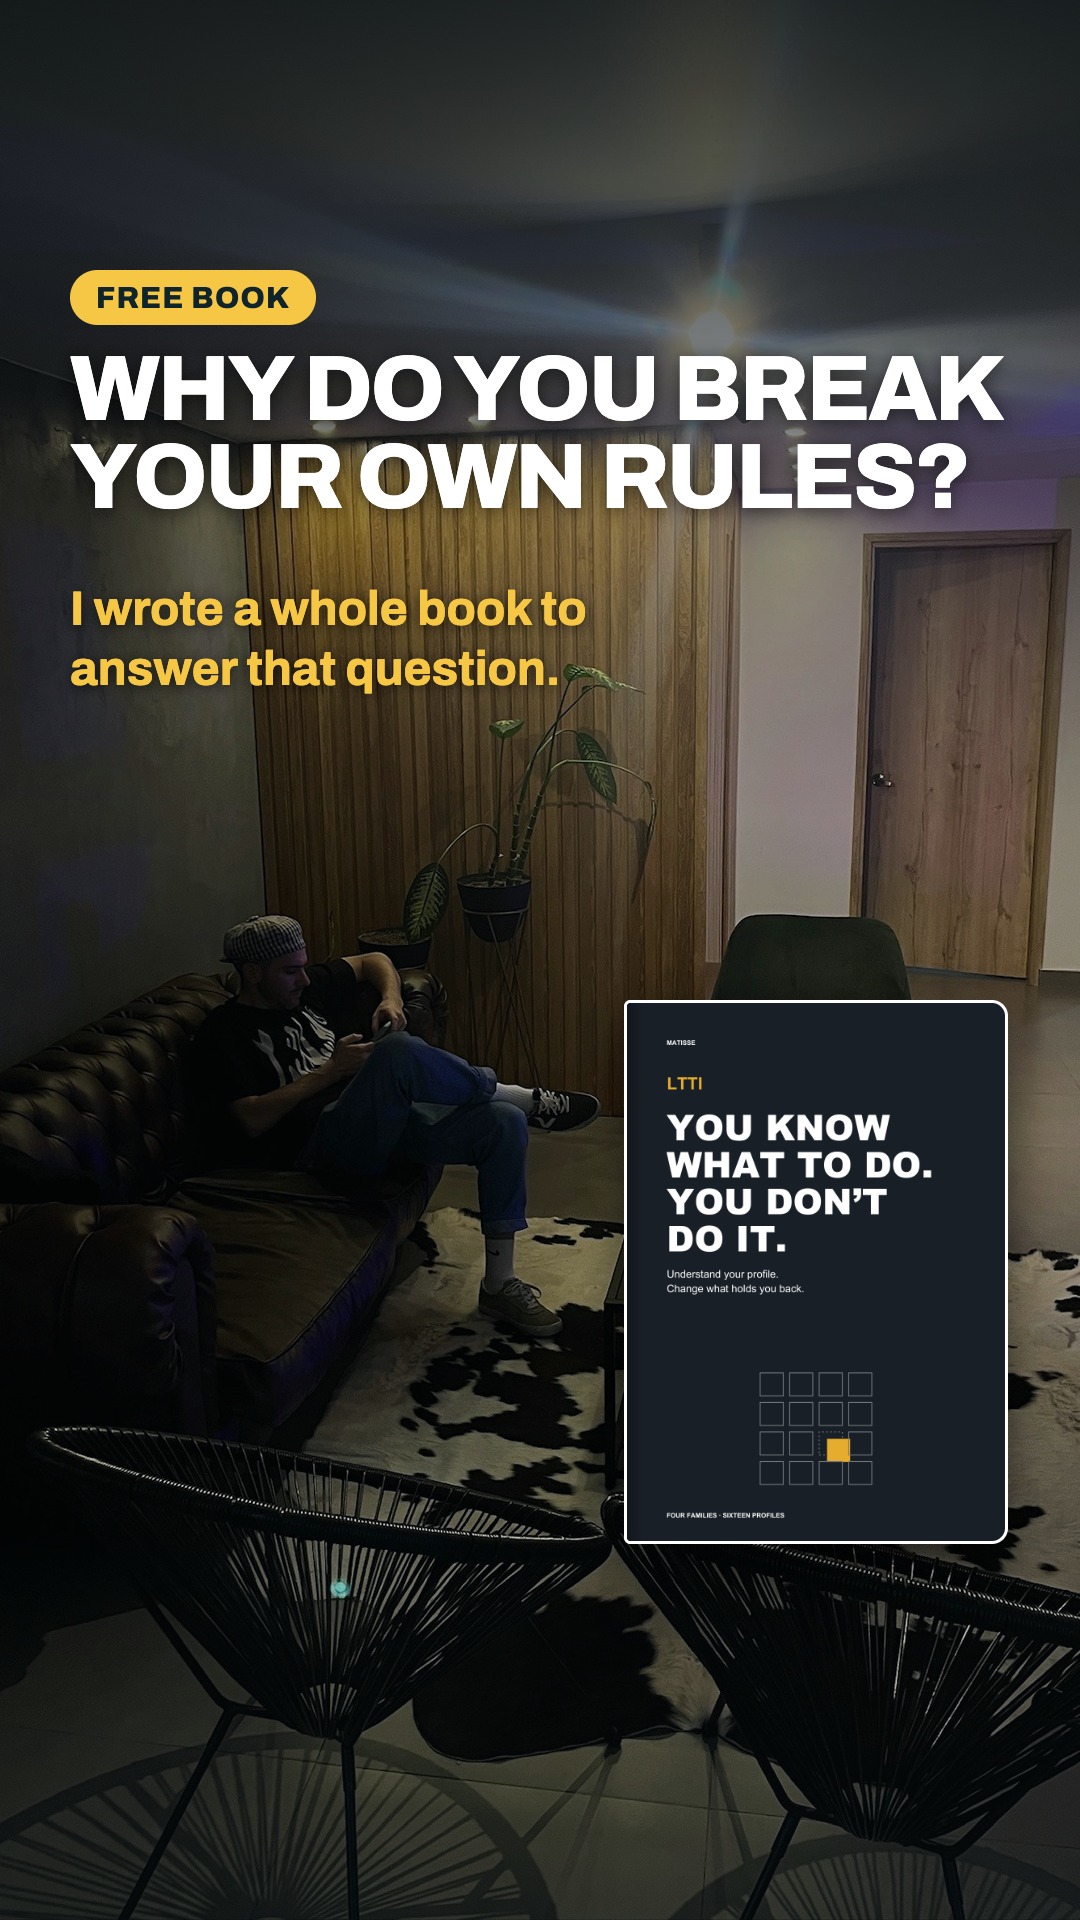 FREE BOOK
WHY DO YOU BREAK
YOUR OWN RULES?
I wrote a whole book to
answer that question.
MATISSE
LTTI
YOU KNOW
WHAT TO DO.
YOU DON’T
DO IT.
Understand your profile.
Change what holds you back.
FOUR FAMILIES · SIXTEEN PROFILES